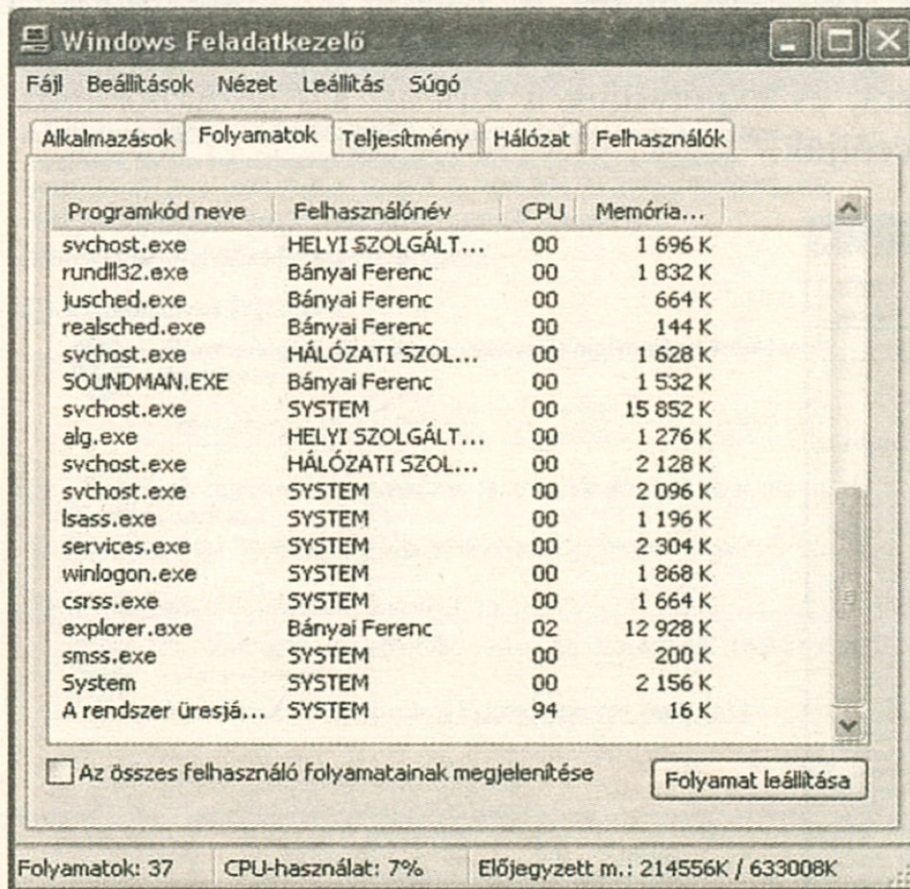 Windows Feladatkezelő
Fájl Beállítások Nézet Leállítás Súgó
Alkalmazások Folyamatok Teljesítmény Hálózat Felhasználók
Programkód neve Felhasználónév CPU Memória...
svchost.exe HELYI SZOLGÁLT... 00 1 696 K
rundll32.exe Bányai Ferenc 00 1 832 K
jusched.exe Bányai Ferenc 00 664 K
realsched.exe Bányai Ferenc 00 144 K
svchost.exe HÁLÓZATI SZOL... 00 1 628 K
SOUNDMAN.EXE Bányai Ferenc 00 1 532 K
svchost.exe SYSTEM 00 15 852 K
alg.exe HELYI SZOLGÁLT... 00 1 276 K
svchost.exe HÁLÓZATI SZOL... 00 2 128 K
svchost.exe SYSTEM 00 2 096 K
lsass.exe SYSTEM 00 1 196 K
services.exe SYSTEM 00 2 304 K
winlogon.exe SYSTEM 00 1 868 K
csrss.exe SYSTEM 00 1 664 K
explorer.exe Bányai Ferenc 02 12 928 K
smss.exe SYSTEM 00 200 K
System SYSTEM 00 2 156 K
A rendszer üresjá... SYSTEM 94 16 K
Az összes felhasználó folyamatainak megjelenítése Folyamat leállítása
Folyamatok: 37 CPU-használat: 7% Előjegyzett m.: 214556K / 633008K